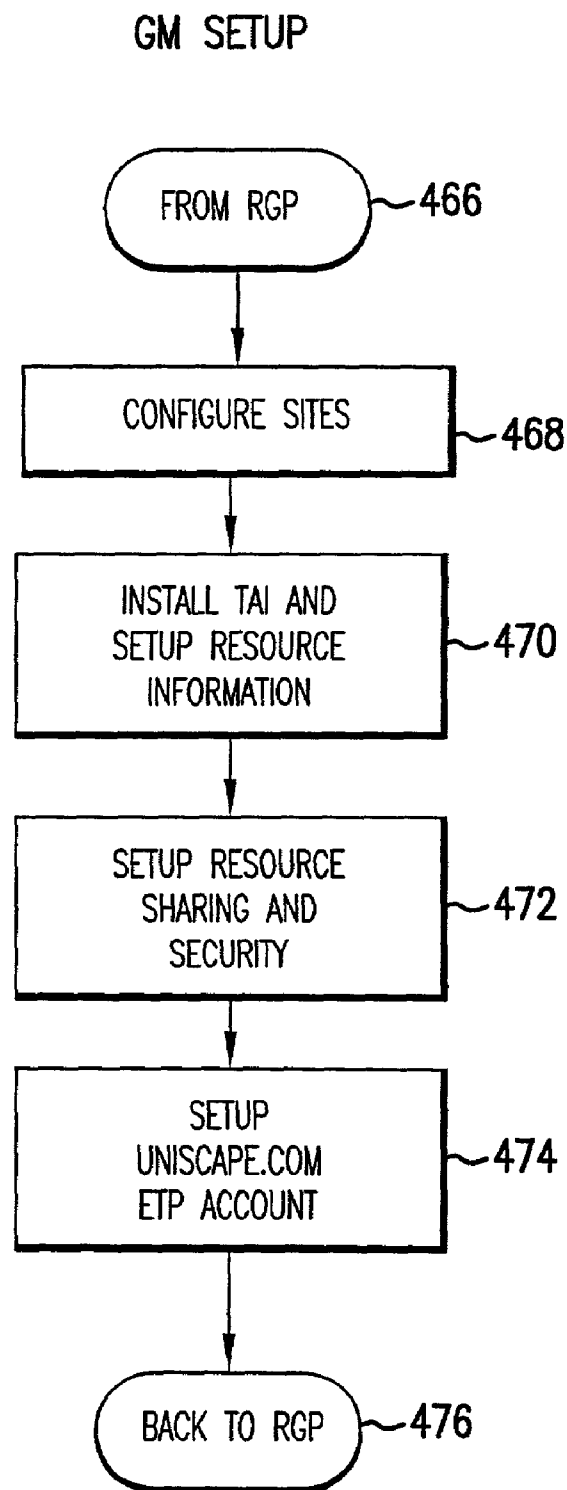 GM SETUP
FROM RGP
466
CONFIGURE SITES
468
INSTALL TAI AND
SETUP RESOURCE
INFORMATION
470
SETUP RESOURCE
SHARING AND
SECURITY
472
SETUP
UNISCAPE.COM
ETP ACCOUNT
474
BACK TO RGP
476